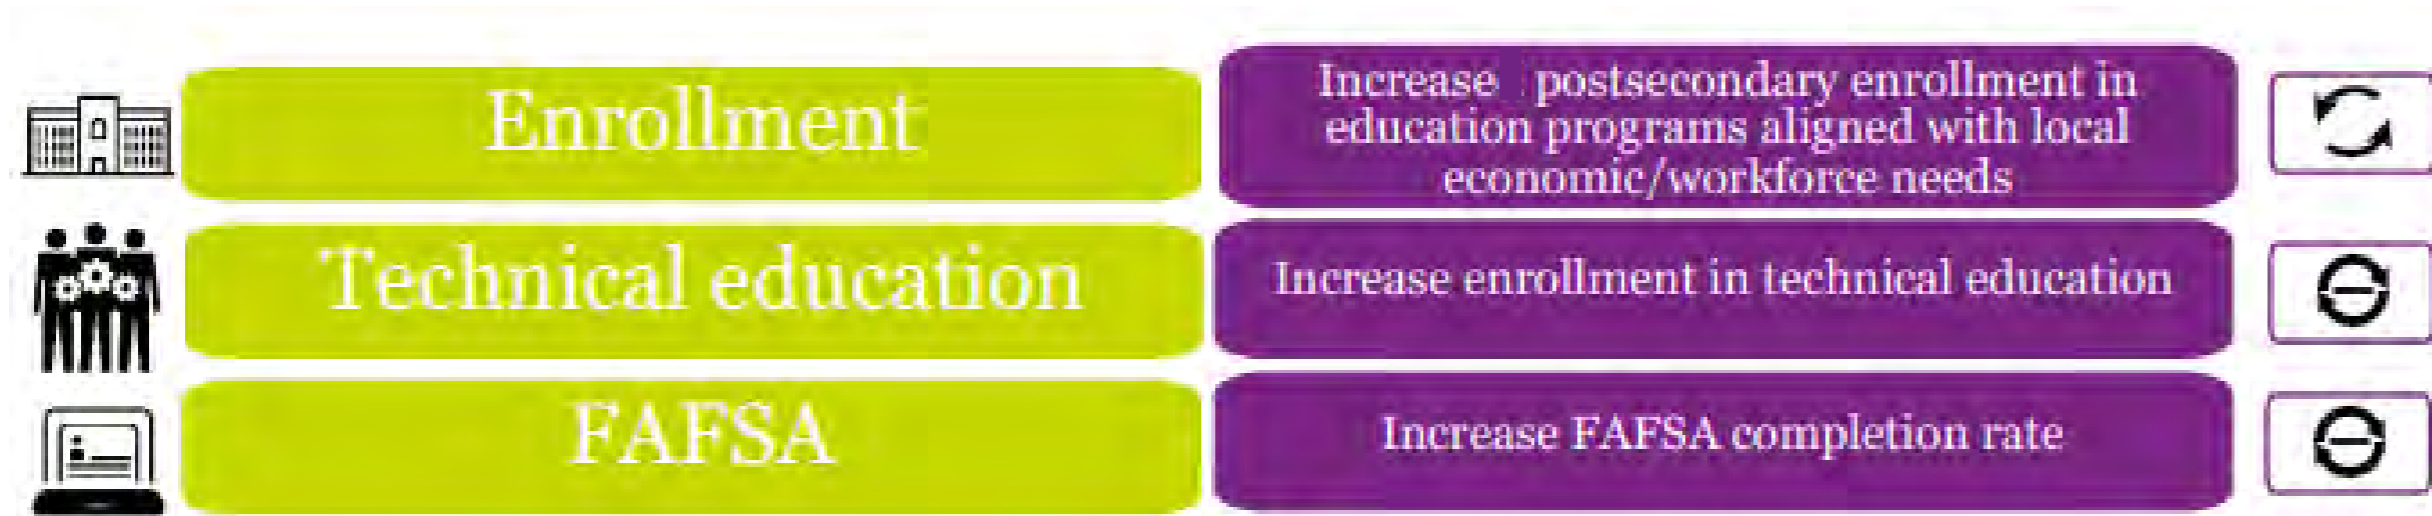 Enrollment
Increase postsecondary enrollment in
education programs aligned with local
economic/workforce needs
Technical education
Increase enrollment in technical education
FAFSA
Increase FAFSA completion rate